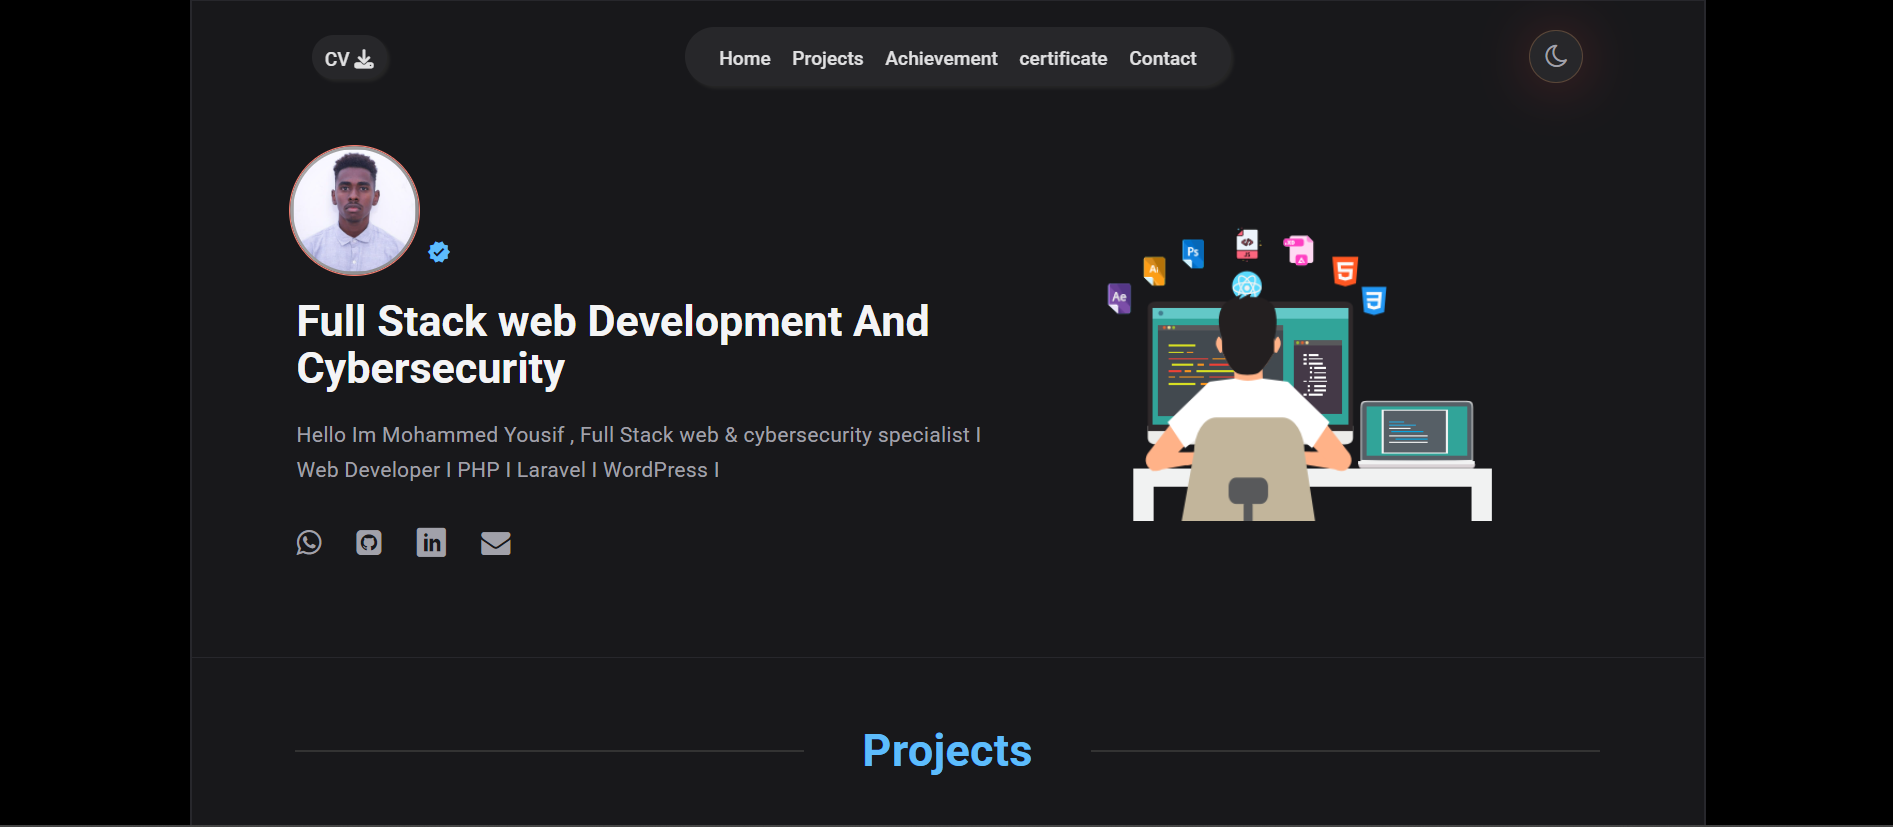 CV
Home Projects Achievement certificate Contact
Full Stack web Development And
Cybersecurity
Hello Im Mohammed Yousif , Full Stack web & cybersecurity specialist I
Web Developer I PHP I Laravel I WordPress I
in
Ae
Ai
Ps
Projects